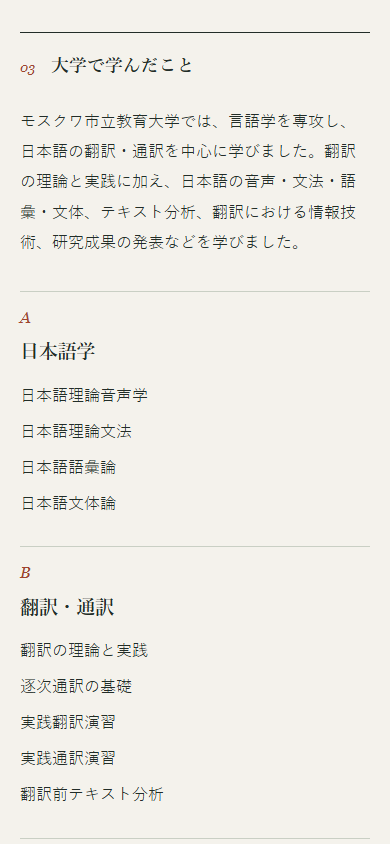 03 大学で学んだこと
モスクワ市立教育大学では、言語学を専攻し、
日本語の翻訳・通訳を中心に学びました。翻訳
の理論と実践に加え、日本語の音声・文法・語
彙・文体、テキスト分析、翻訳における情報技
術、研究成果の発表などを学びました。
A
日本語学
日本語理論音声学
日本語理論文法
日本語語彙論
日本語文体論
B
翻訳・通訳
翻訳の理論と実践
逐次通訳の基礎
実践翻訳演習
実践通訳演習
翻訳前テキスト分析